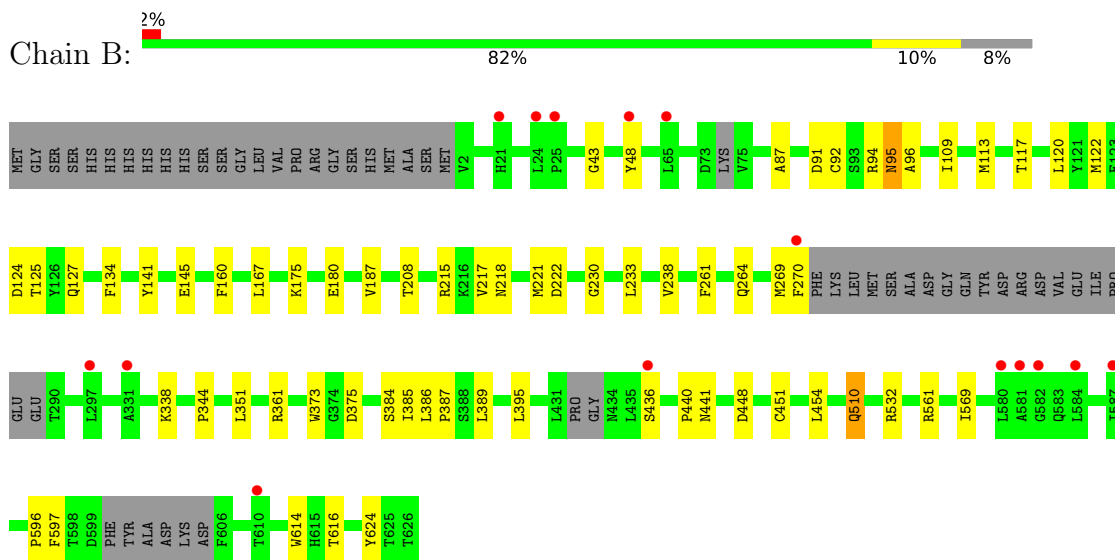 2%
Chain B:
82% 10% 8%
MET GLY SER SER HIS HIS HIS HIS HIS HIS SER SER GLY LEU VAL PRO ARG GLY SER HIS MET ALA SER MET V2 H21 L24 P25 G43 Y48 L65 D73 LYS V75 A87 D91 C92 S93 R94 N95 A96 I109 M113 T117 L120 Y121 M122
D124 T125 Y126 Q127 F134 Y141 E145 F160 L167 K175 E180 V187 T208 R215 K216 V217 N218 M221 D222 G230 L233 V238 F261 Q264 M269 F270 PHE LYS LEU MET SER ALA ASP GLY GLN TYR ASP ARG ASP VAL GLU ILE PRO
GLU GLU T290 L297 A331 K338 P344 L351 R361 W373 G374 D375 S384 I385 L386 P387 S388 L389 L395 L431 PRO GLY N434 L435 S436 P440 N441 D448 C451 L454 Q510 R532 R561 I569 L580 A581 G582 Q583 L584
P596 F597 T598 D599 PHE TYR ALA ASP LYS ASP F606 T610 W614 H615 T616 Y624 T625 T626